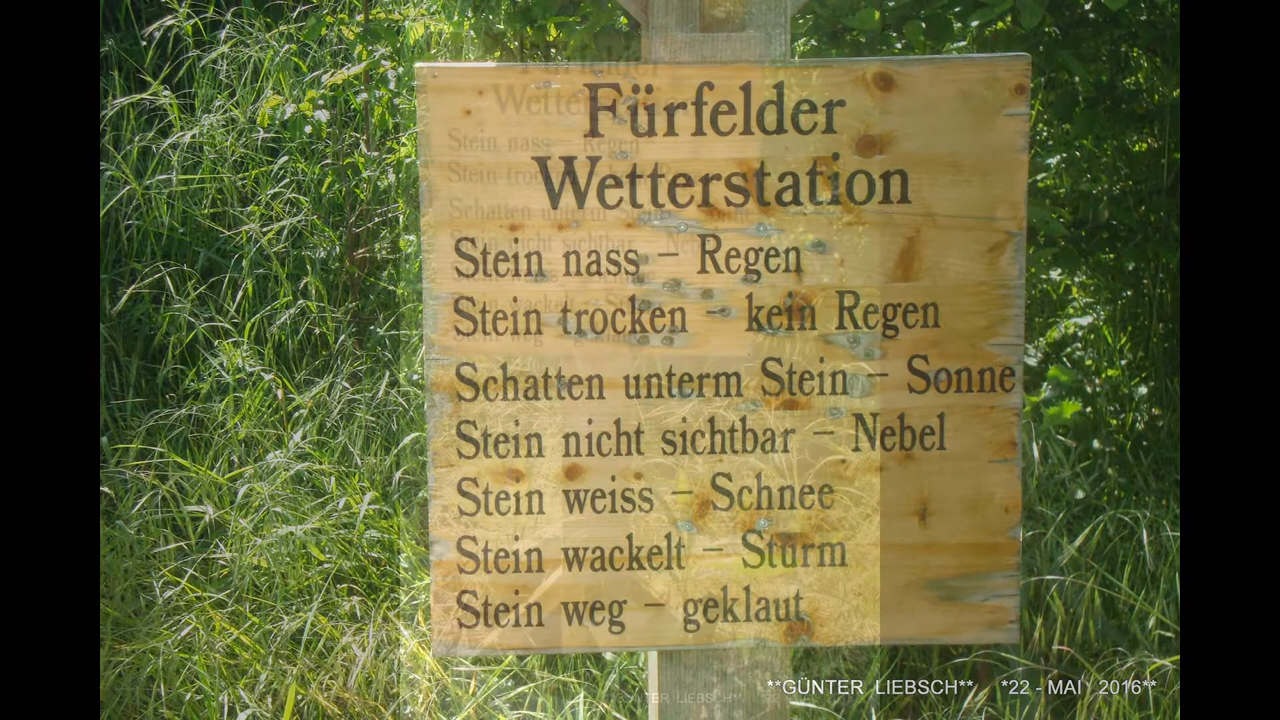 Fürfelder
Wetterstation
Stein nass – Regen
Stein trocken – kein Regen
Schatten unterm Stein – Sonne
Stein nicht sichtbar – Nebel
Stein weiss – Schnee
Stein wackelt – Sturm
Stein weg – geklaut
**GÜNTER LIEBSCH** *22 - MAI 2016**